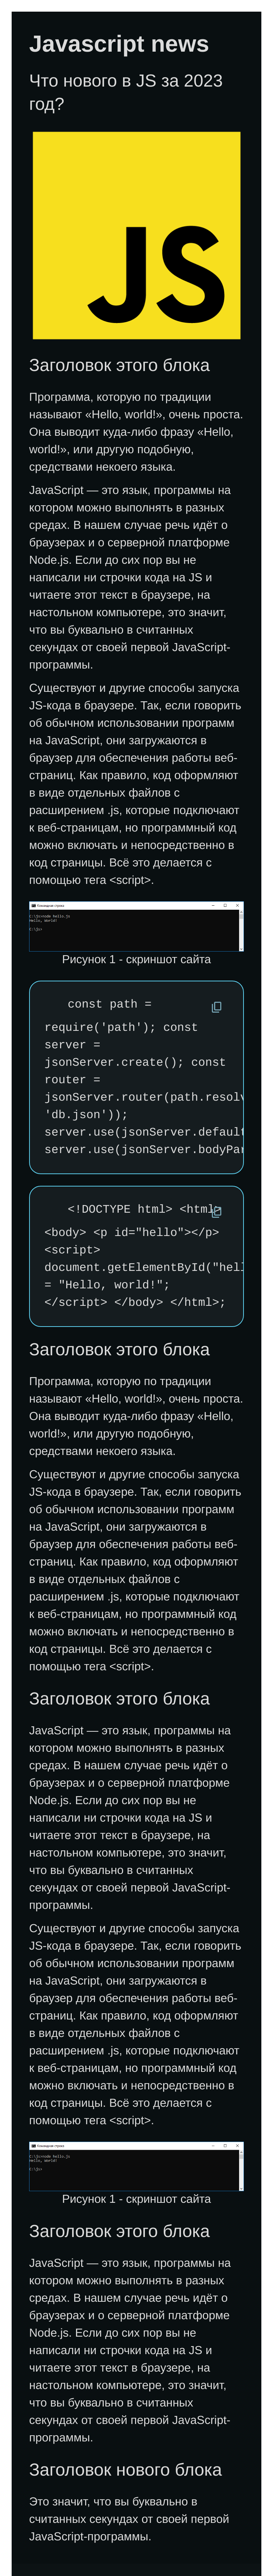 Javascript news
Что нового в JS за 2023
год?
JS
Заголовок этого блока
Программа, которую по традиции
называют «Hello, world!», очень проста.
Она выводит куда-либо фразу «Hello,
world!», или другую подобную,
средствами некоего языка.
JavaScript — это язык, программы на
котором можно выполнять в разных
средах. В нашем случае речь идёт о
браузерах и о серверной платформе
Node.js. Если до сих пор вы не
написали ни строчки кода на JS и
читаете этот текст в браузере, на
настольном компьютере, это значит,
что вы буквально в считанных
секундах от своей первой JavaScript-
программы.
Существуют и другие способы запуска
JS-кода в браузере. Так, если говорить
об обычном использовании программ
на JavaScript, они загружаются в
браузер для обеспечения работы веб-
страниц. Как правило, код оформляют
в виде отдельных файлов с
расширением .js, которые подключают
к веб-страницам, но программный код
можно включать и непосредственно в
код страницы. Всё это делается с
помощью тега <script>.
Командная строка
C:\js>node hello.js
Hello, World!
C:\js>
Рисунок 1 - скриншот сайта
const path =
require('path'); const
server =
jsonServer.create(); const
router =
jsonServer.router(path.resolv
'db.json'));
server.use(jsonServer.default
server.use(jsonServer.bodyPar
<!DOCTYPE html> <html>
<body> <p id="hello"></p>
<script>
document.getElementById("hell
= "Hello, world!";
</script> </body> </html>;
Заголовок этого блока
Программа, которую по традиции
называют «Hello, world!», очень проста.
Она выводит куда-либо фразу «Hello,
world!», или другую подобную,
средствами некоего языка.
Существуют и другие способы запуска
JS-кода в браузере. Так, если говорить
об обычном использовании программ
на JavaScript, они загружаются в
браузер для обеспечения работы веб-
страниц. Как правило, код оформляют
в виде отдельных файлов с
расширением .js, которые подключают
к веб-страницам, но программный код
можно включать и непосредственно в
код страницы. Всё это делается с
помощью тега <script>.
Заголовок этого блока
JavaScript — это язык, программы на
котором можно выполнять в разных
средах. В нашем случае речь идёт о
браузерах и о серверной платформе
Node.js. Если до сих пор вы не
написали ни строчки кода на JS и
читаете этот текст в браузере, на
настольном компьютере, это значит,
что вы буквально в считанных
секундах от своей первой JavaScript-
программы.
Существуют и другие способы запуска
JS-кода в браузере. Так, если говорить
об обычном использовании программ
на JavaScript, они загружаются в
браузер для обеспечения работы веб-
страниц. Как правило, код оформляют
в виде отдельных файлов с
расширением .js, которые подключают
к веб-страницам, но программный код
можно включать и непосредственно в
код страницы. Всё это делается с
помощью тега <script>.
Командная строка
C:\js>node hello.js
Hello, World!
C:\js>
Рисунок 1 - скриншот сайта
Заголовок этого блока
JavaScript — это язык, программы на
котором можно выполнять в разных
средах. В нашем случае речь идёт о
браузерах и о серверной платформе
Node.js. Если до сих пор вы не
написали ни строчки кода на JS и
читаете этот текст в браузере, на
настольном компьютере, это значит,
что вы буквально в считанных
секундах от своей первой JavaScript-
программы.
Заголовок нового блока
Это значит, что вы буквально в
считанных секундах от своей первой
JavaScript-программы.